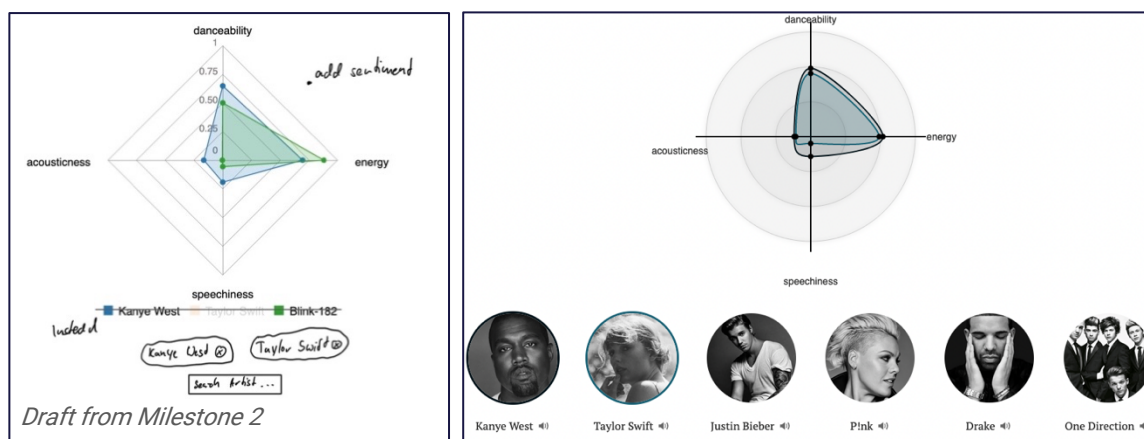 danceability
1
• add sentiment
0.75
0.50
0.25
0
acousticness
energy
speechiness
Kanye West Taylor Swift Blink-182
Instead
Kanye West ⓧ Taylor Swift ⓧ
Search Artist ...
Draft from Milestone 2
danceability
energy
acousticness
speechiness
Kanye West Taylor Swift Justin Bieber P!nk Drake One Direction